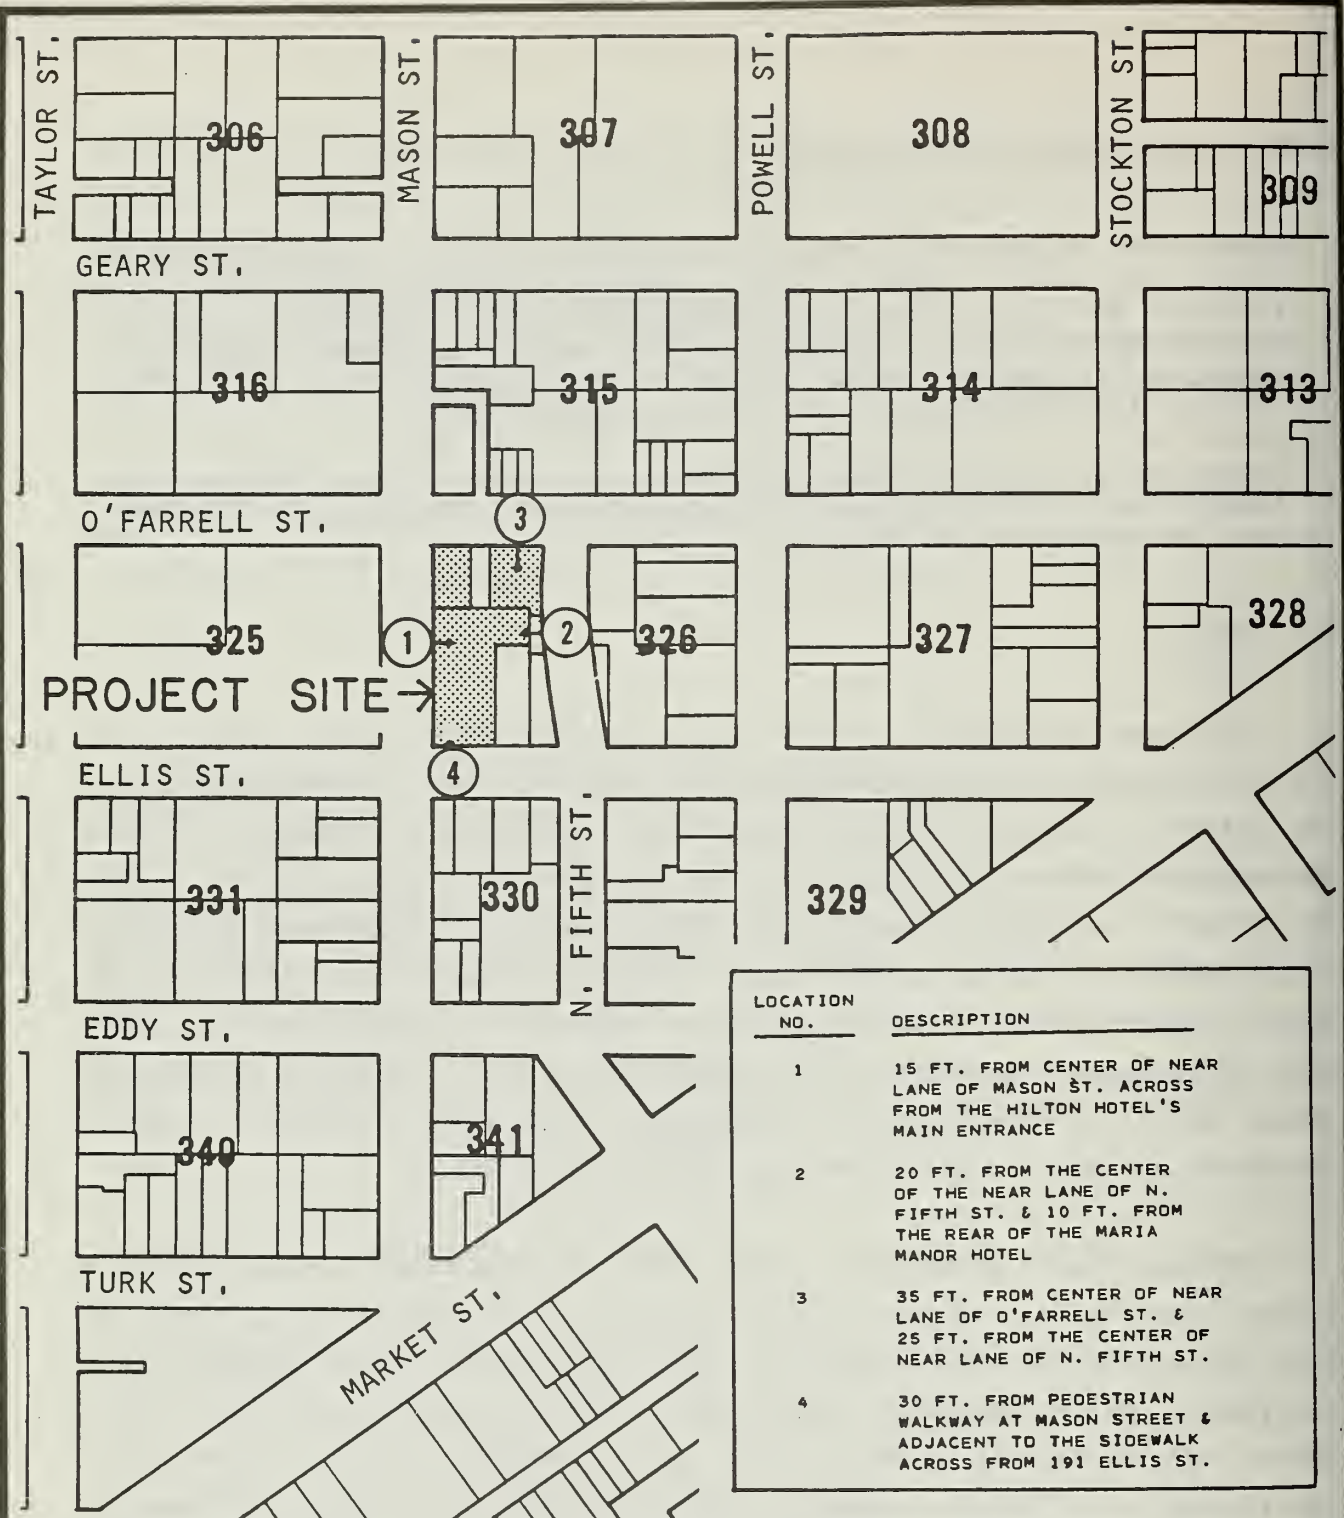 TAYLOR ST.
MASON ST.
POWELL ST.
STOCKTON ST.
306
307
308
309
GEARY ST.
316
315
314
313
O'FARRELL ST.
3
1
2
325
326
327
328
PROJECT SITE→
ELLIS ST.
4
N. FIFTH ST.
331
330
329
EDDY ST.
340
341
TURK ST.
MARKET ST.
LOCATION NO.
DESCRIPTION
1
15 FT. FROM CENTER OF NEAR
LANE OF MASON ST. ACROSS
FROM THE HILTON HOTEL'S
MAIN ENTRANCE
2
20 FT. FROM THE CENTER
OF THE NEAR LANE OF N.
FIFTH ST. & 10 FT. FROM
THE REAR OF THE MARIA
MANOR HOTEL
3
35 FT. FROM CENTER OF NEAR
LANE OF O'FARRELL ST. &
25 FT. FROM THE CENTER OF
NEAR LANE OF N. FIFTH ST.
4
30 FT. FROM PEDESTRIAN
WALKWAY AT MASON STREET &
ADJACENT TO THE SIDEWALK
ACROSS FROM 191 ELLIS ST.